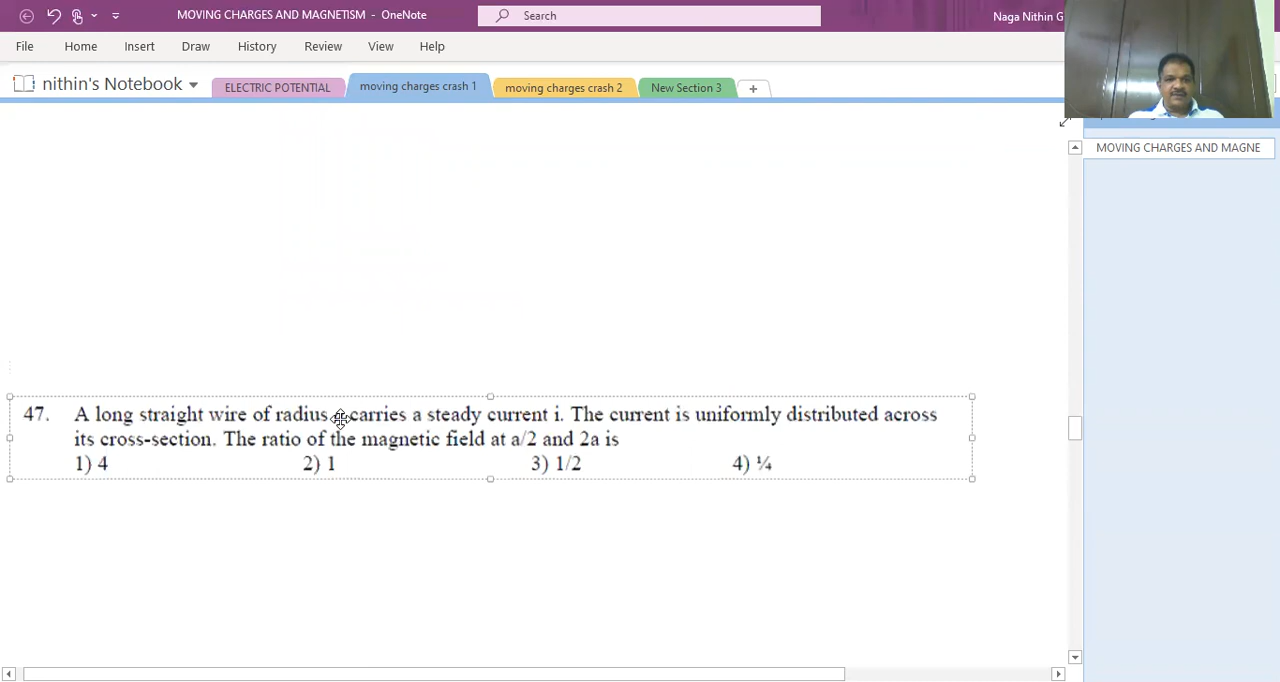 MOVING CHARGES AND MAGNETISM - OneNote
Search
Naga Nithin G
File Home Insert Draw History Review View Help
nithin's Notebook
ELECTRIC POTENTIAL
moving charges crash 1
moving charges crash 2
New Section 3
+
MOVING CHARGES AND MAGNE
47. A long straight wire of radius carries a steady current i. The current is uniformly distributed across
its cross-section. The ratio of the magnetic field at a/2 and 2a is
1) 4 2) 1 3) 1/2 4) ¼